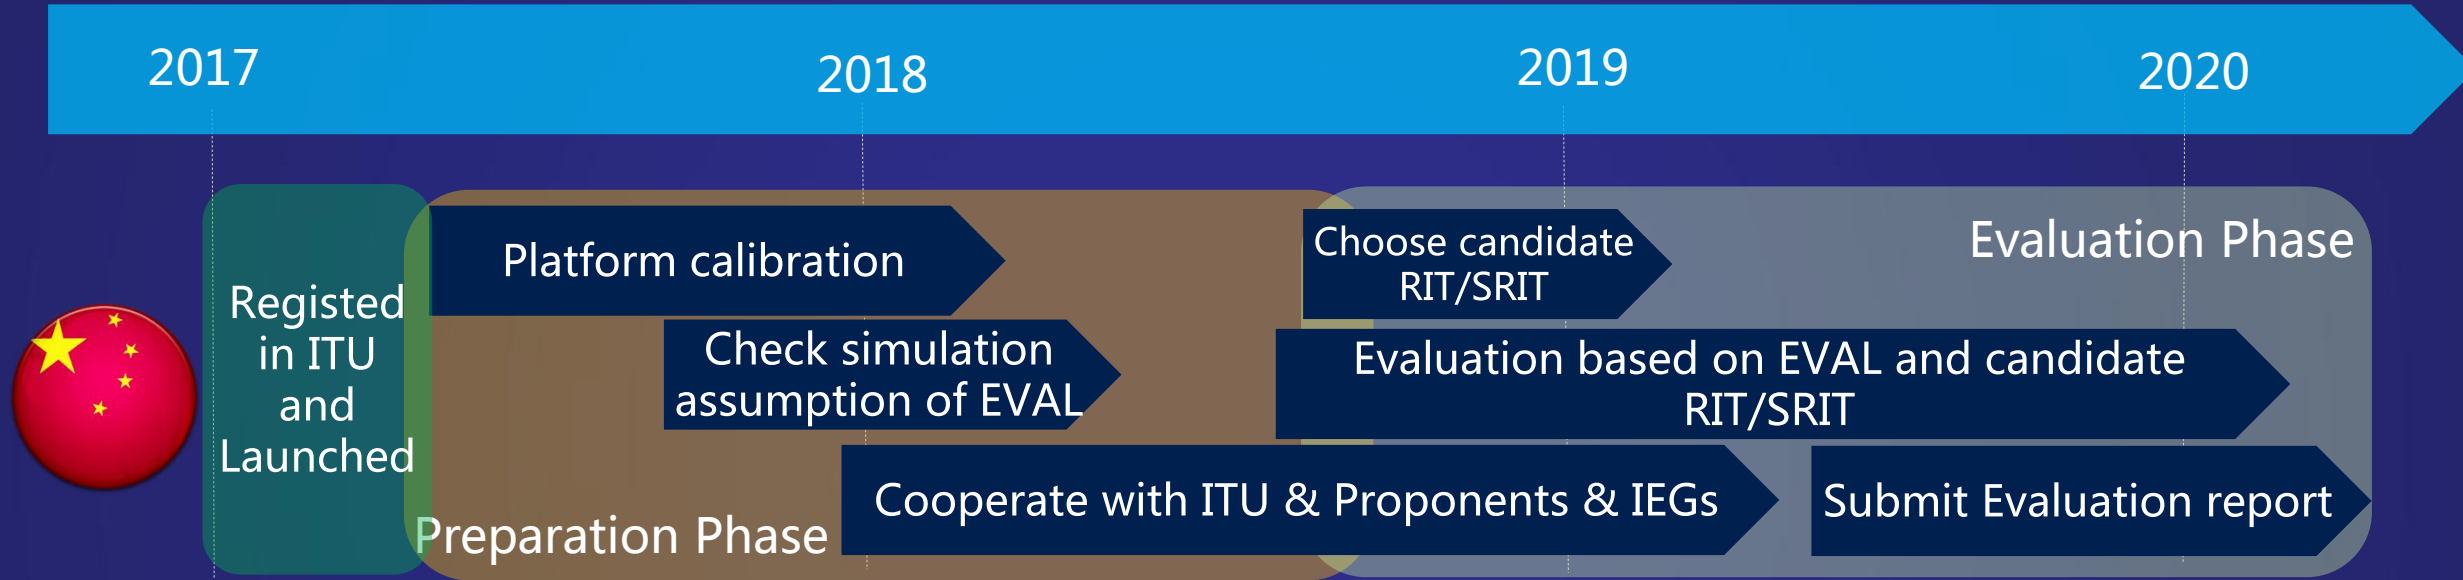 2017
2018
2019
2020
Registed
in ITU
and
Launched
Platform calibration
Check simulation
assumption of EVAL
Preparation Phase
Cooperate with ITU & Proponents & IEGs
Choose candidate
RIT/SRIT
Evaluation Phase
Evaluation based on EVAL and candidate
RIT/SRIT
Submit Evaluation report